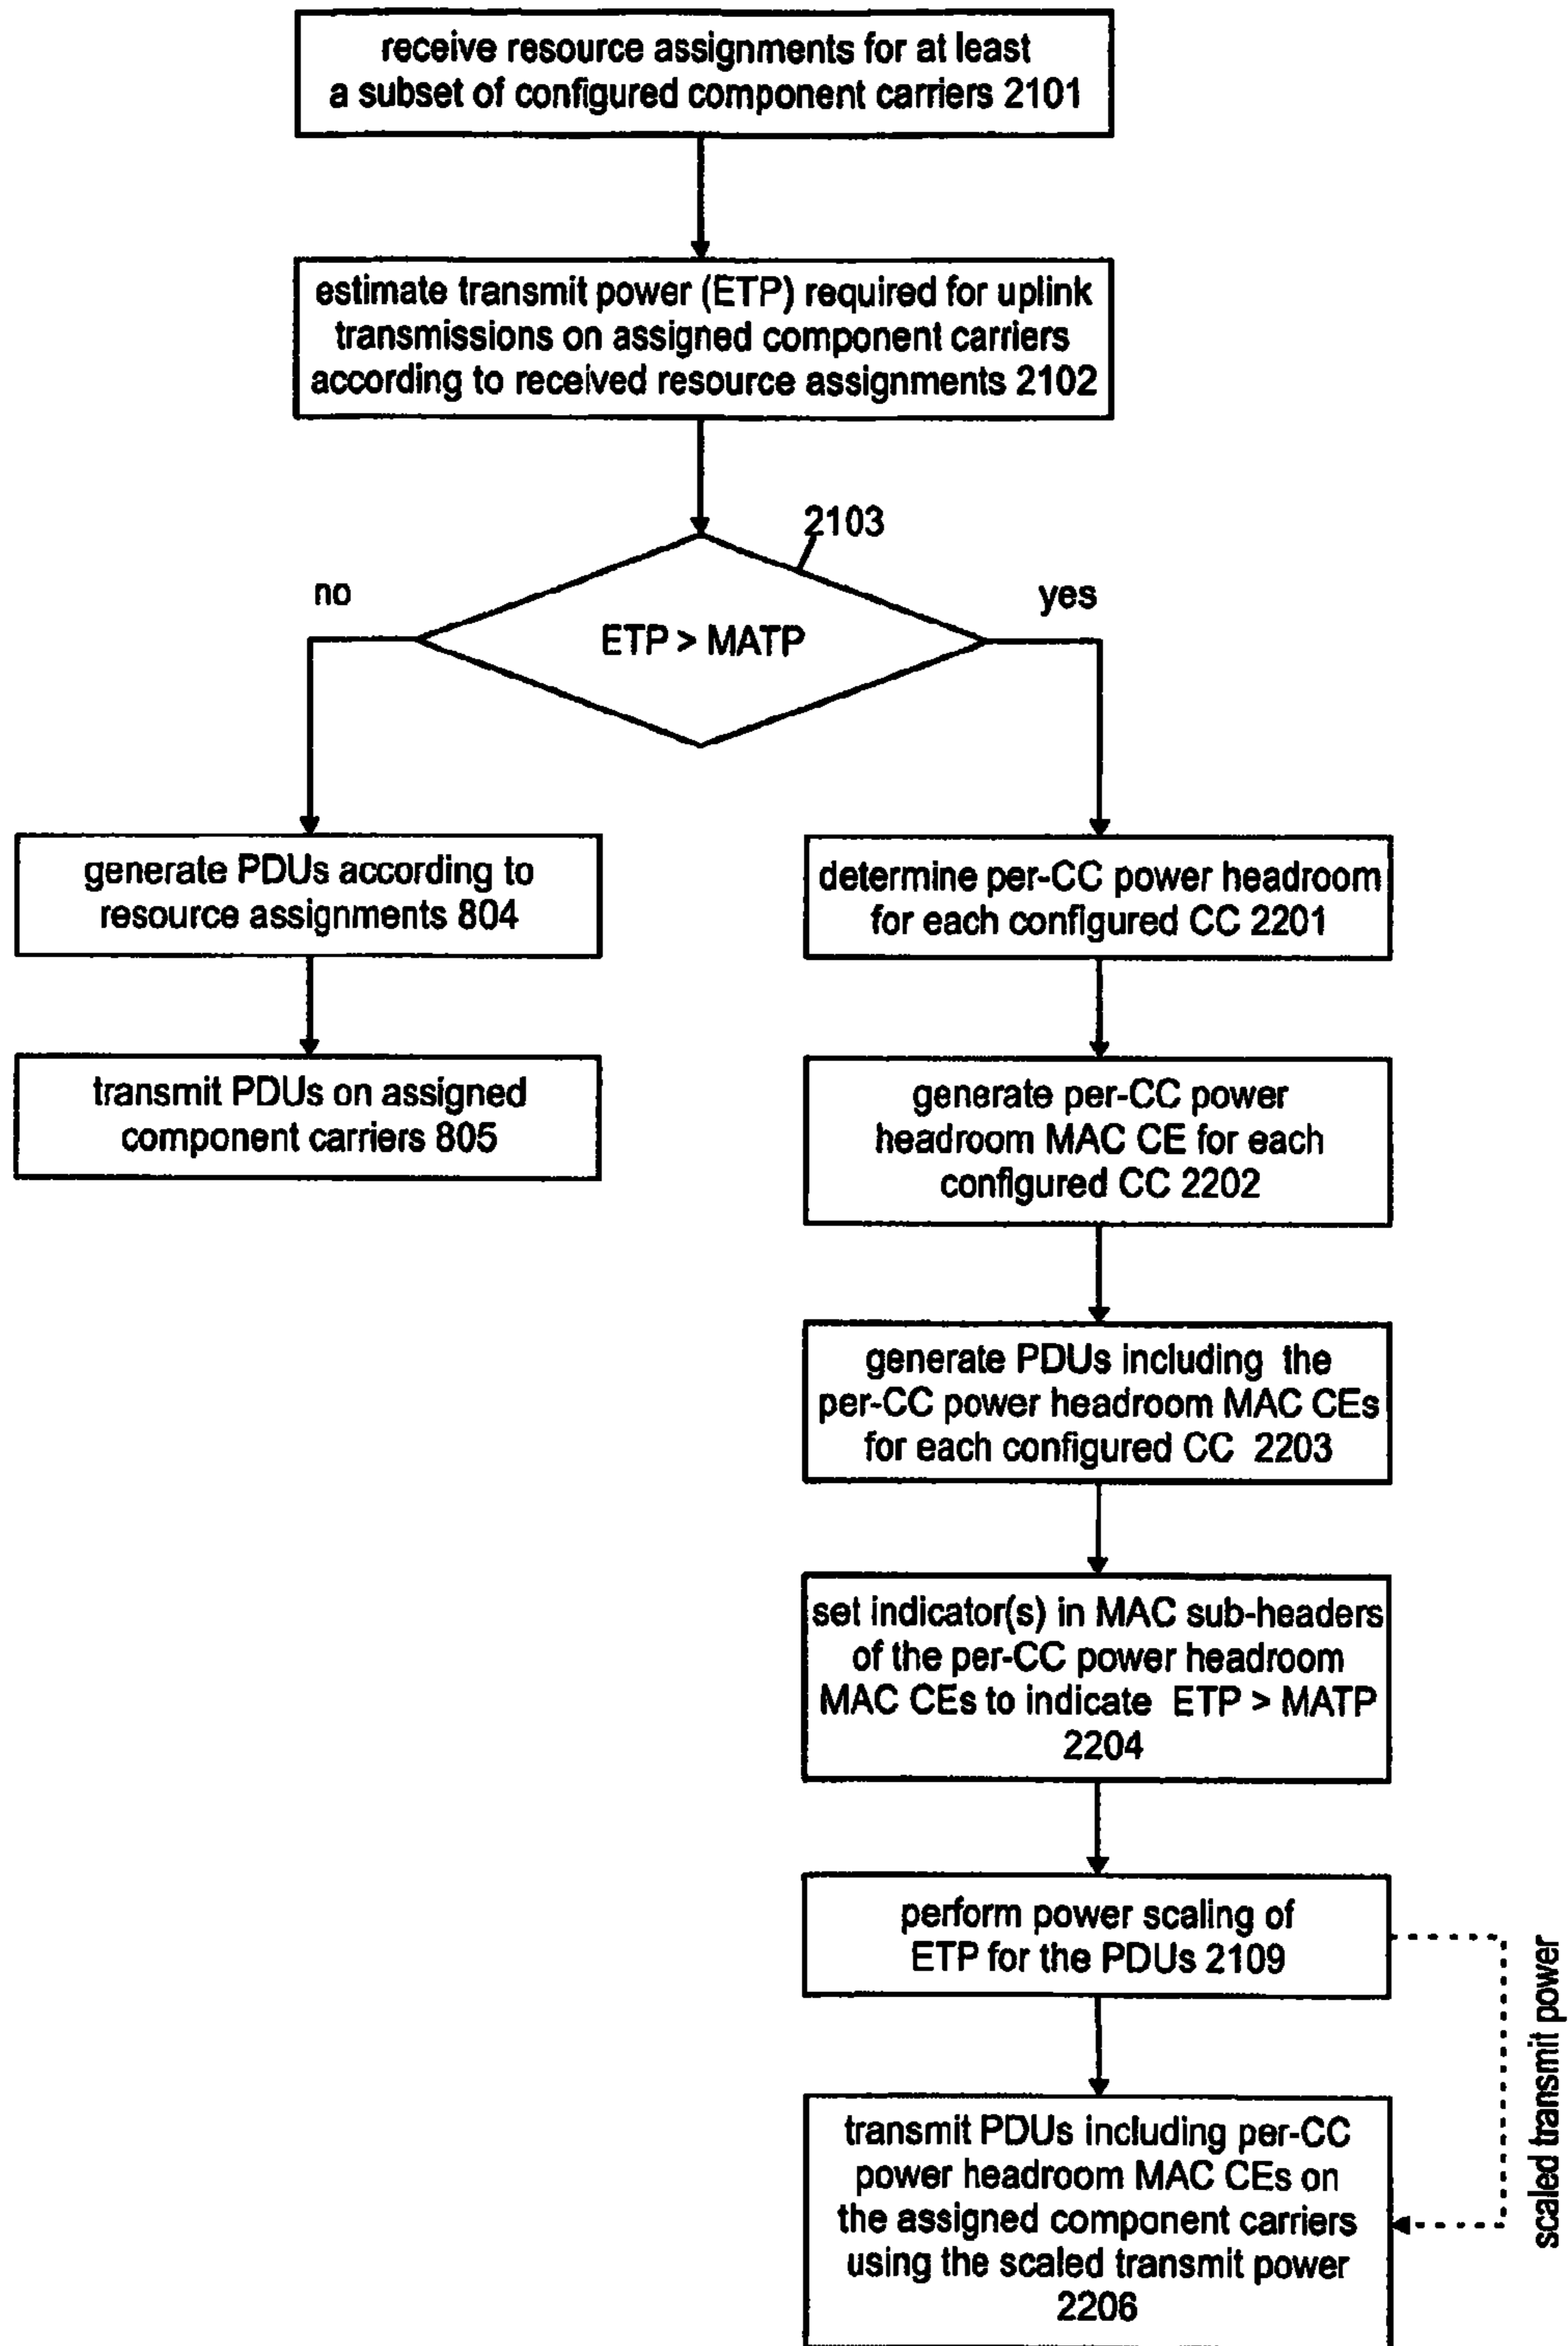 receive resource assignments for at least
a subset of configured component carriers 2101
estimate transmit power (ETP) required for uplink
transmissions on assigned component carriers
according to received resource assignments 2102
2103
no
yes
ETP > MATP
generate PDUs according to
resource assignments 804
transmit PDUs on assigned
component carriers 805
determine per-CC power headroom
for each configured CC 2201
generate per-CC power
headroom MAC CE for each
configured CC 2202
generate PDUs including the
per-CC power headroom MAC CEs
for each configured CC 2203
set indicator(s) in MAC sub-headers
of the per-CC power headroom
MAC CEs to indicate ETP > MATP
2204
perform power scaling of
ETP for the PDUs 2109
scaled transmit power
transmit PDUs including per-CC
power headroom MAC CEs on
the assigned component carriers
using the scaled transmit power
2206